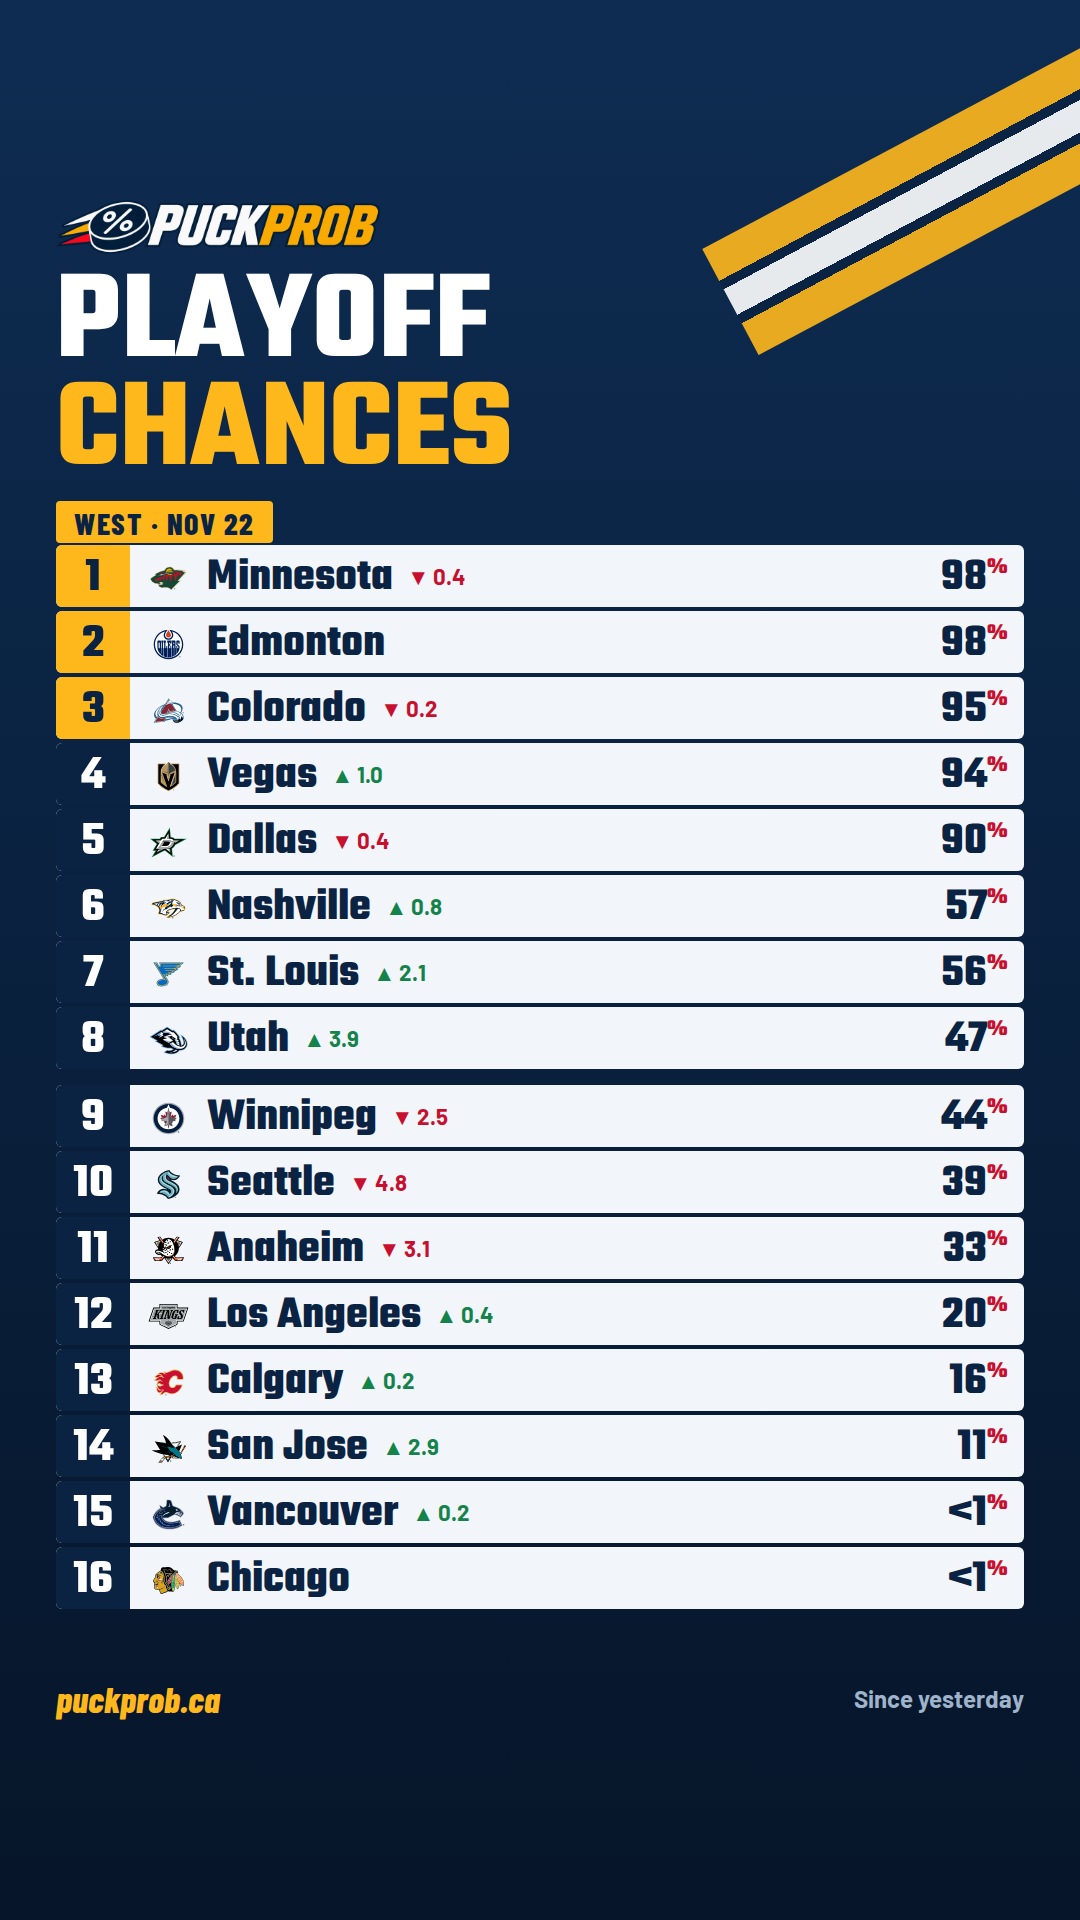 % PUCKPROB
PLAYOFF
CHANCES
WEST · NOV 22
1 Minnesota ▼ 0.4 98%
2 OILERS Edmonton 98%
3 Colorado ▼ 0.2 95%
4 Vegas ▲ 1.0 94%
5 Dallas ▼ 0.4 90%
6 Nashville ▲ 0.8 57%
7 St. Louis ▲ 2.1 56%
8 Utah ▲ 3.9 47%
9 Winnipeg ▼ 2.5 44%
10 Seattle ▼ 4.8 39%
11 Anaheim ▼ 3.1 33%
12 KINGS Los Angeles ▲ 0.4 20%
13 Calgary ▲ 0.2 16%
14 San Jose ▲ 2.9 11%
15 Vancouver ▲ 0.2 <1%
16 Chicago <1%
puckprob.ca Since yesterday